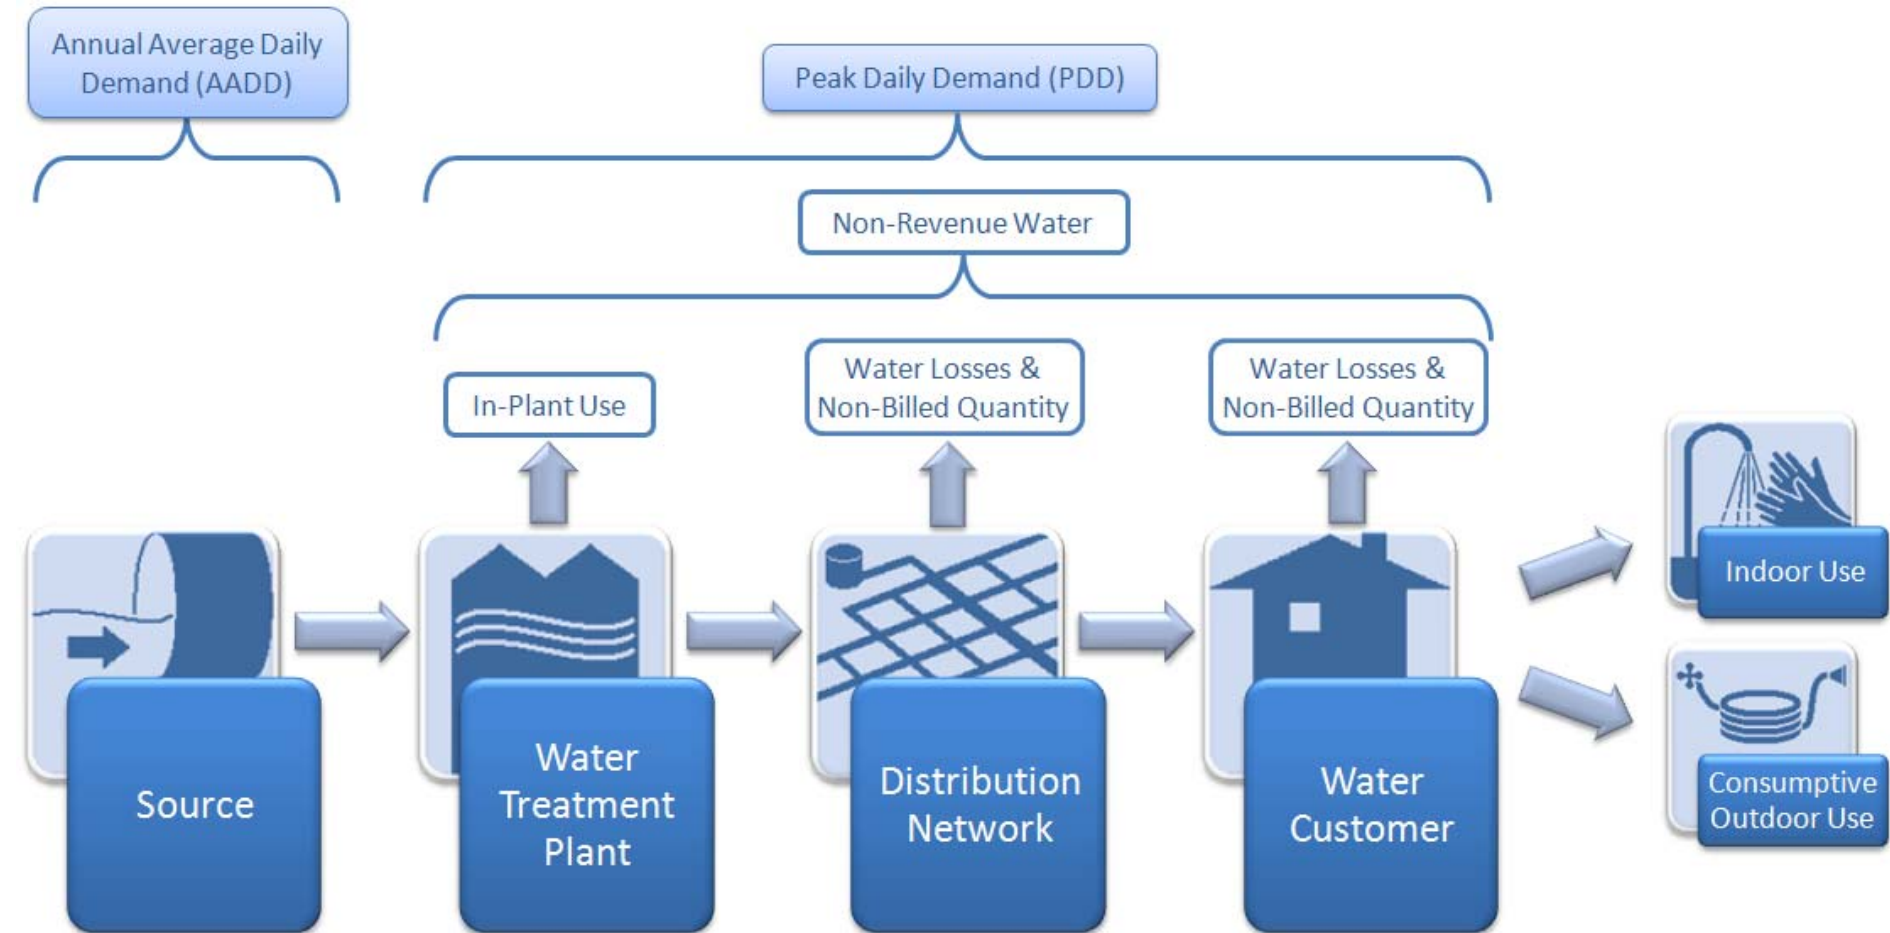 Annual Average Daily
Demand (AADD)
Peak Daily Demand (PDD)
Non-Revenue Water
In-Plant Use
Water Losses &
Non-Billed Quantity
Water Losses &
Non-Billed Quantity
Source
Water
Treatment
Plant
Distribution
Network
Water
Customer
Indoor Use
Consumptive
Outdoor Use